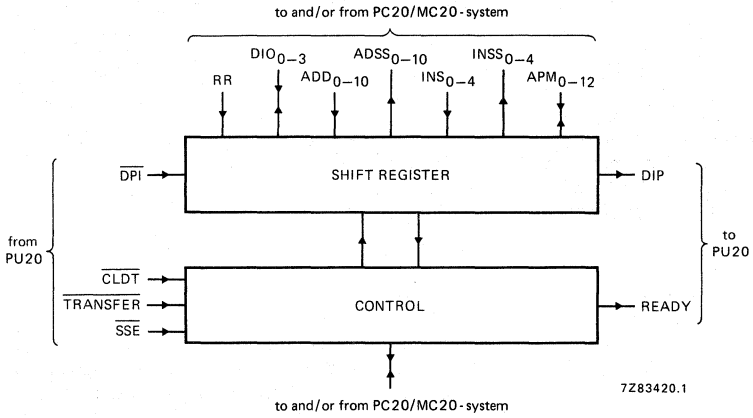 to and/or from PC20/MC20-system
RR
DIO0–3
ADD0–10
ADSS0–10
INS0–4
INSS0–4
APM0–12
DPI
SHIFT REGISTER
DIP
from
PU20
to
PU20
CLDT
TRANSFER
SSE
CONTROL
READY
7Z83420.1
to and/or from PC20/MC20-system